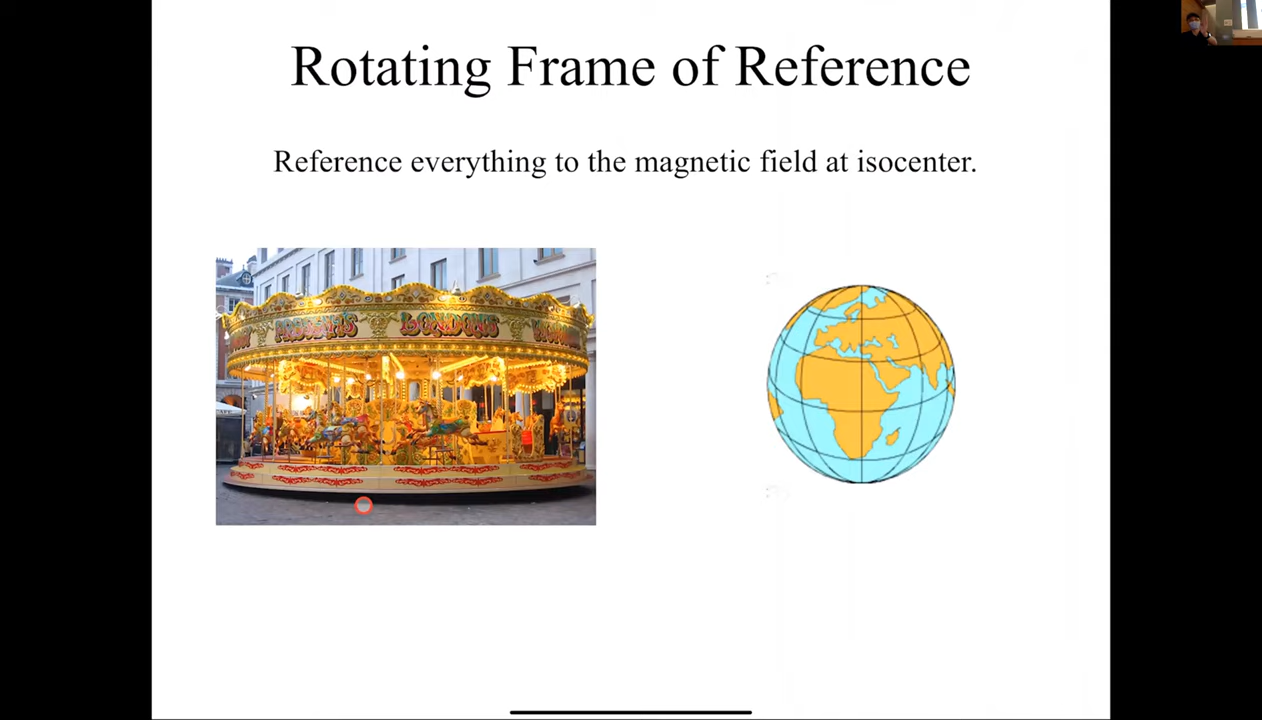 Rotating Frame of Reference
Reference everything to the magnetic field at isocenter.
LONDON'S